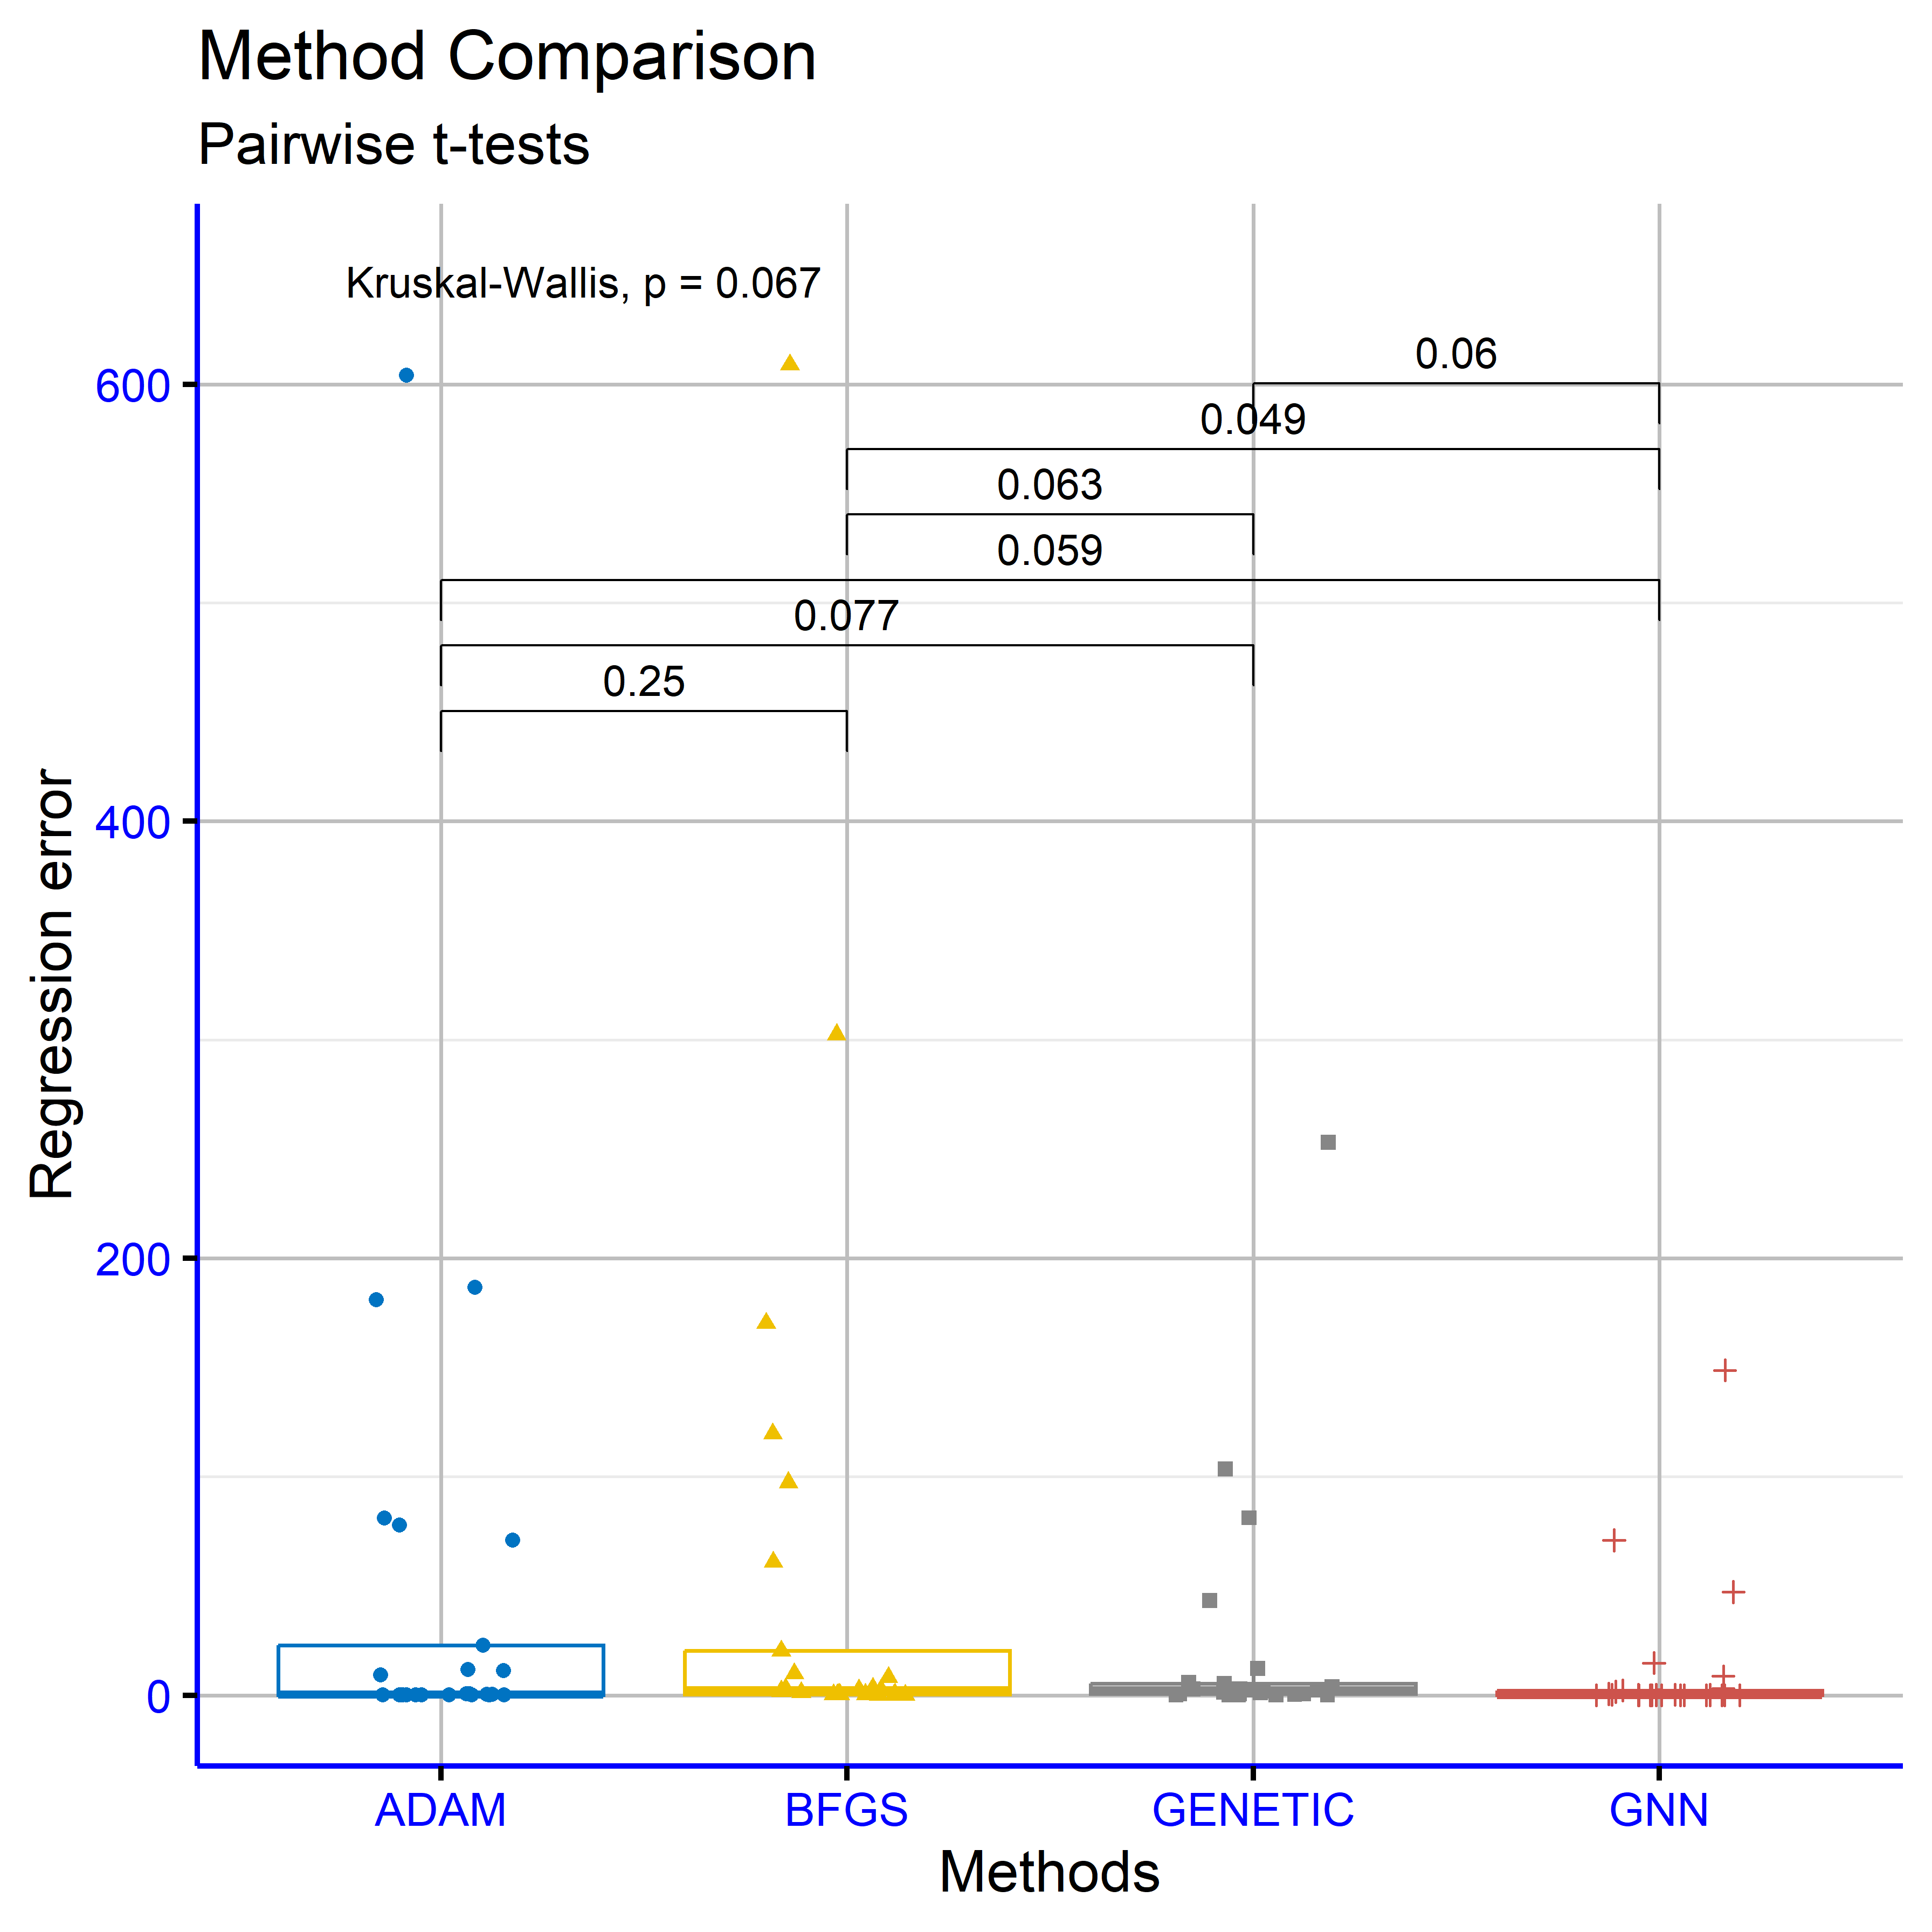 Method Comparison
Pairwise t-tests
Kruskal-Wallis, p = 0.067
0.06
0.049
0.063
0.059
0.077
0.25
Regression error
600
400
200
0
ADAM BFGS GENETIC GNN
Methods